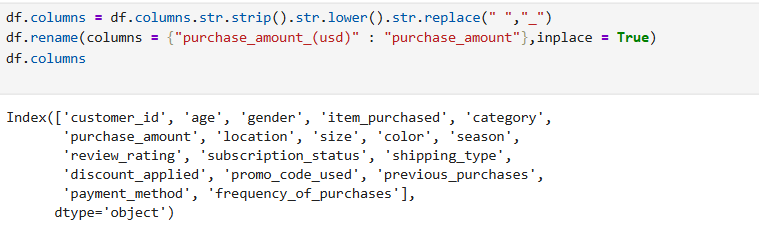 df.columns = df.columns.str.strip().str.lower().str.replace(" ","_")
df.rename(columns = {"purchase_amount_(usd)" : "purchase_amount"},inplace = True)
df.columns
Index(['customer_id', 'age', 'gender', 'item_purchased', 'category',
'purchase_amount', 'location', 'size', 'color', 'season',
'review_rating', 'subscription_status', 'shipping_type',
'discount_applied', 'promo_code_used', 'previous_purchases',
'payment_method', 'frequency_of_purchases'],
dtype='object')